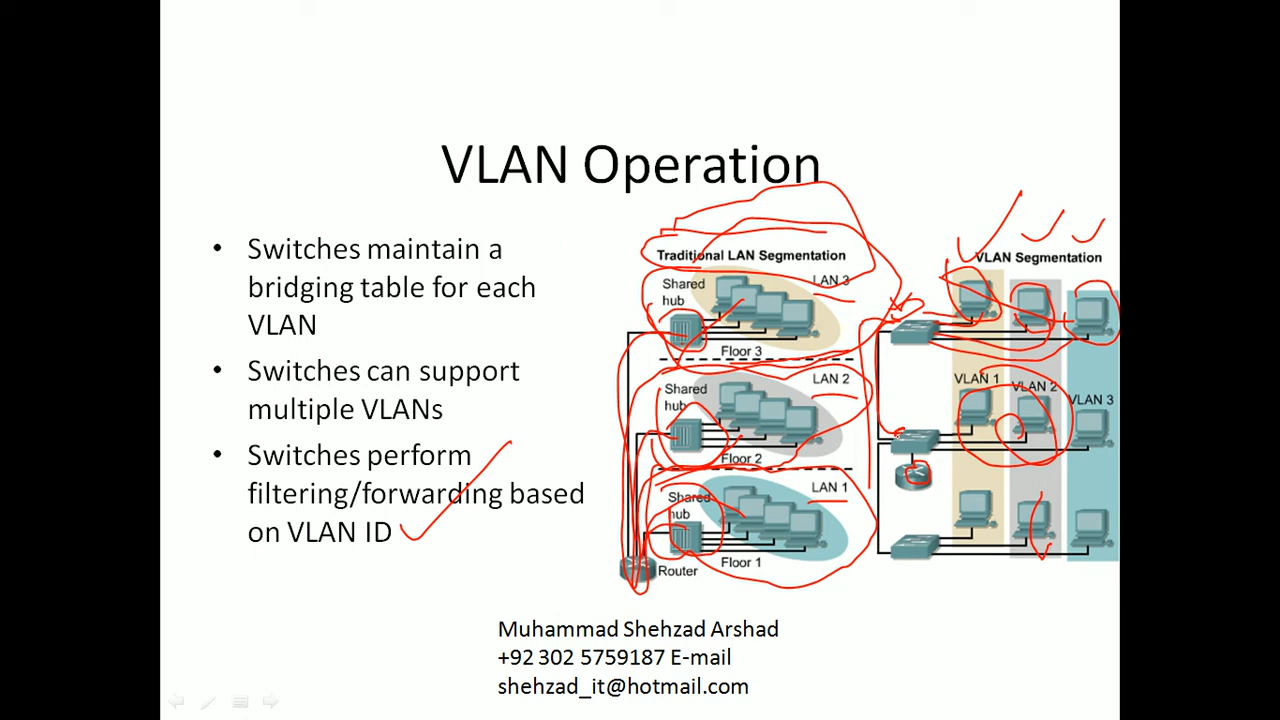 VLAN Operation
• Switches maintain a
bridging table for each
VLAN
• Switches can support
multiple VLANs
• Switches perform
filtering/forwarding based
on VLAN ID
Traditional LAN Segmentation
Shared
hub
LAN 3
Floor 3
Shared
hub
LAN 2
Floor 2
Shared
hub
LAN 1
Floor 1
Router
VLAN Segmentation
VLAN 1
VLAN 2
VLAN 3
Muhammad Shehzad Arshad
+92 302 5759187 E-mail
shehzad_it@hotmail.com